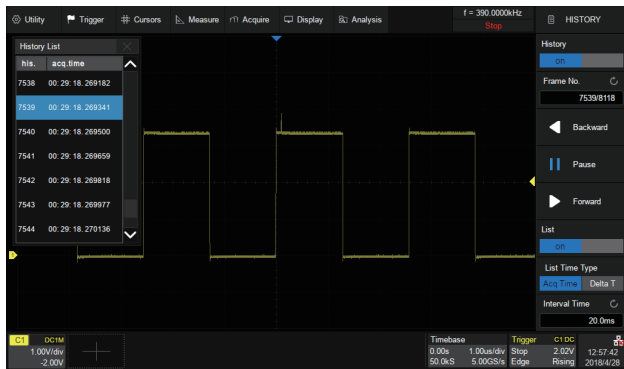 Utility Trigger Cursors Measure Acquire Display Analysis
f = 390.0000kHz
Stop
HISTORY
History List
his. acq.time
7538 00: 29: 18. 269182
7539 00: 29: 18. 269341
7540 00: 29: 18. 269500
7541 00: 29: 18. 269659
7542 00: 29: 18. 269818
7543 00: 29: 18. 269977
7544 00: 29: 18. 270136
History
on
Frame No.
7539/8118
Backward
Pause
Forward
List
on
List Time Type
Acq Time Delta T
Interval Time
20.0ms
C1 DC1M
1.00V/div
-2.00V
Timebase
0.00s 1.00us/div
50.0kS 5.00GS/s
Trigger C1 DC
Stop 2.02V
Edge Rising
12:57:42
2018/4/28